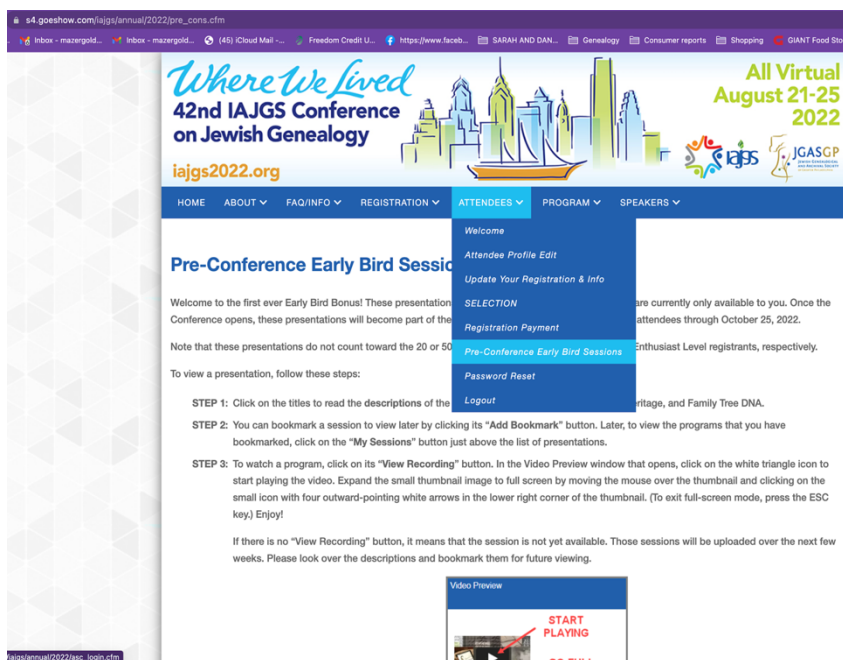 s4.goeshow.com/iajgs/annual/2022/pre_cons.cfm
Inbox - mazergold... Inbox - mazergold... (45) iCloud Mail -... Freedom Credit U... https://www.faceb... SARAH AND DAN... Genealogy Consumer reports Shopping GIANT Food Sto
Where We Lived
42nd IAJGS Conference
on Jewish Genealogy
iajgs2022.org
All Virtual
August 21-25
2022
iajgs
JGASGP
HOME ABOUT FAQ/INFO REGISTRATION ATTENDEES PROGRAM SPEAKERS
Welcome
Attendee Profile Edit
Update Your Registration & Info
SELECTION
Registration Payment
Pre-Conference Early Bird Sessions
Password Reset
Logout
Pre-Conference Early Bird Sessio
Welcome to the first ever Early Bird Bonus! These presentation are currently only available to you. Once the
Conference opens, these presentations will become part of the attendees through October 25, 2022.
Note that these presentations do not count toward the 20 or 50 Enthusiast Level registrants, respectively.
To view a presentation, follow these steps:
STEP 1: Click on the titles to read the descriptions of the eritage, and Family Tree DNA.
STEP 2: You can bookmark a session to view later by clicking its “Add Bookmark” button. Later, to view the programs that you have
bookmarked, click on the “My Sessions” button just above the list of presentations.
STEP 3: To watch a program, click on its “View Recording” button. In the Video Preview window that opens, click on the white triangle icon to
start playing the video. Expand the small thumbnail image to full screen by moving the mouse over the thumbnail and clicking on the
small icon with four outward-pointing white arrows in the lower right corner of the thumbnail. (To exit full-screen mode, press the ESC
key.) Enjoy!
If there is no “View Recording” button, it means that the session is not yet available. Those sessions will be uploaded over the next few
weeks. Please look over the descriptions and bookmark them for future viewing.
Video Preview
START
PLAYING
/iajgs/annual/2022/asc_login.cfm